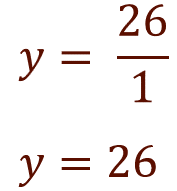 y = 26/1
y = 26